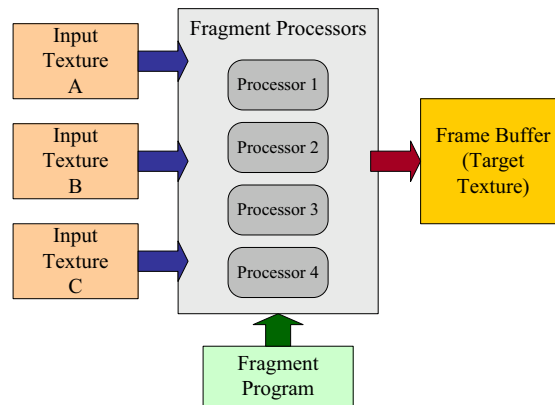 Input
Texture
A
Input
Texture
B
Input
Texture
C
Fragment Processors
Processor 1
Processor 2
Processor 3
Processor 4
Frame Buffer
(Target
Texture)
Fragment
Program